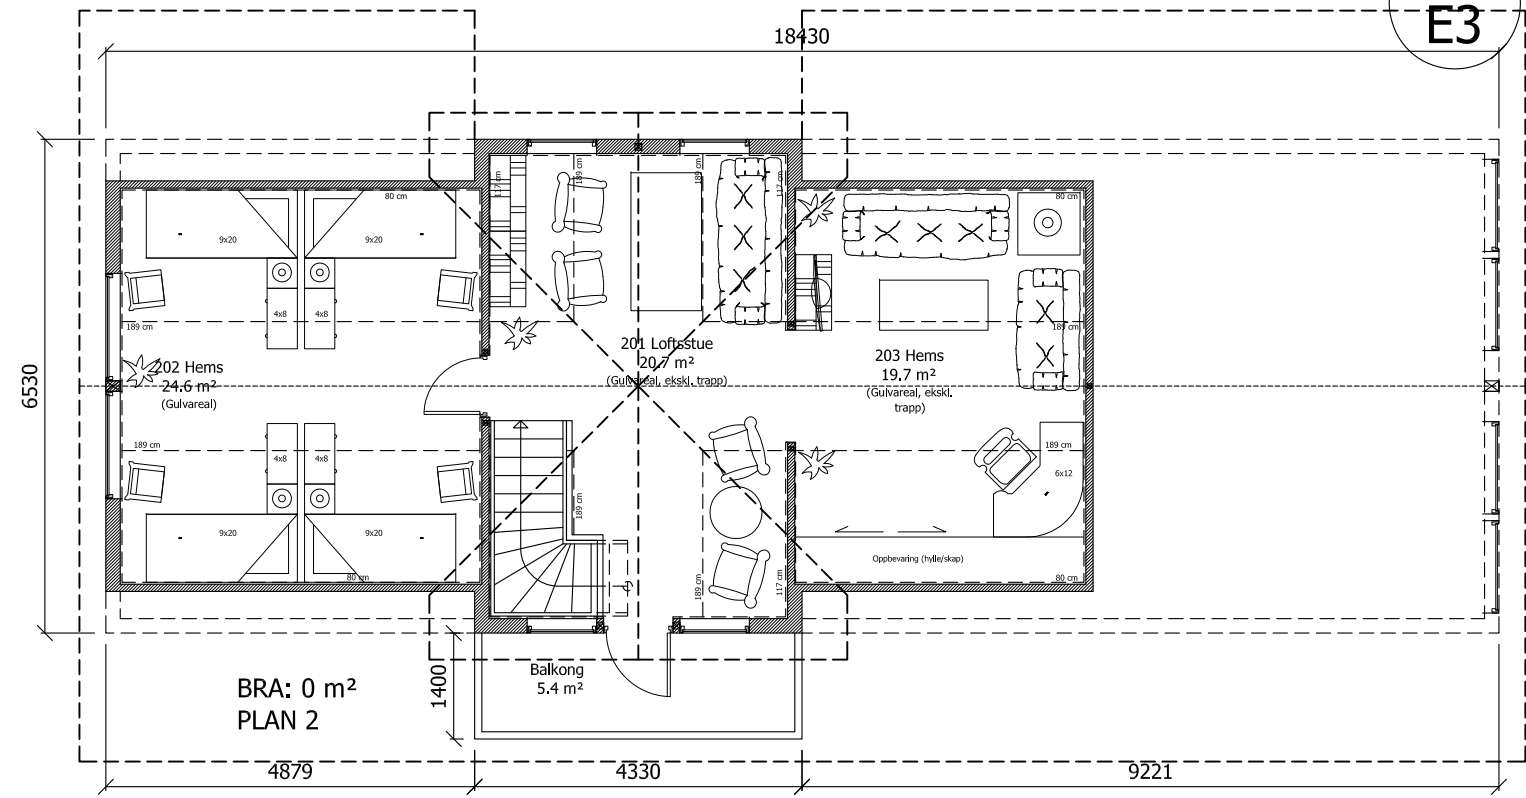 E3
18430
80 cm
80 cm
117 cm
189 cm
189 cm
117 cm
9x20
9x20
4x8
4x8
189 cm
189 cm
201 Loftsstue
20.7 m²
(Gulvareal, ekskl. trapp)
203 Hems
19.7 m²
(Gulvareal, ekskl.
trapp)
202 Hems
24.6 m²
(Gulvareal)
6530
189 cm
189 cm
4x8
4x8
6x12
189 cm
9x20
9x20
Oppbevaring (hylle/skap)
80 cm
80 cm
189 cm
117 cm
Balkong
5.4 m²
1400
BRA: 0 m²
PLAN 2
4879
4330
9221